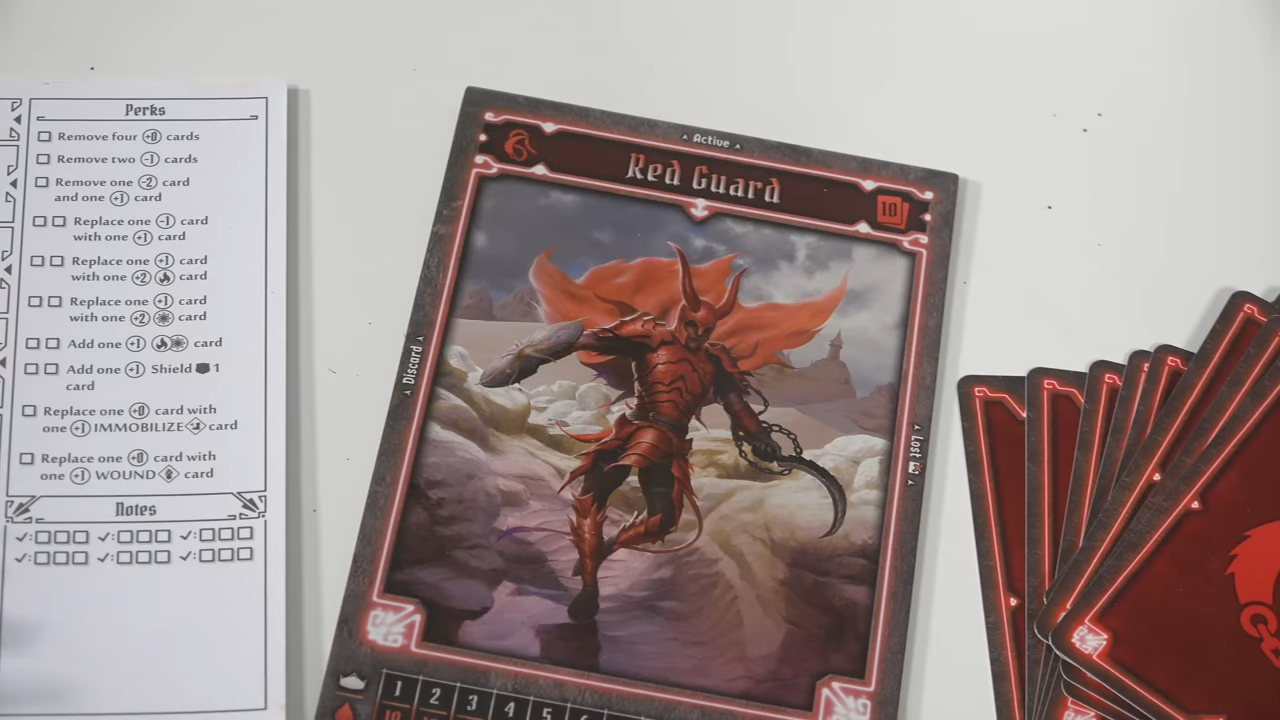 Perks
Remove four +0 cards
Remove two -1 cards
Remove one -2 card
and one +1 card
Replace one -1 card
with one +1 card
Replace one +1 card
with one +2 card
Replace one +1 card
with one +2 card
Add one +1 card
Add one +1 Shield 1
card
Replace one +0 card with
one +1 IMMOBILIZE card
Replace one +0 card with
one +1 WOUND card
Notes
Active
Red Guard
10
Discard
Lost
1 2 3 4 5